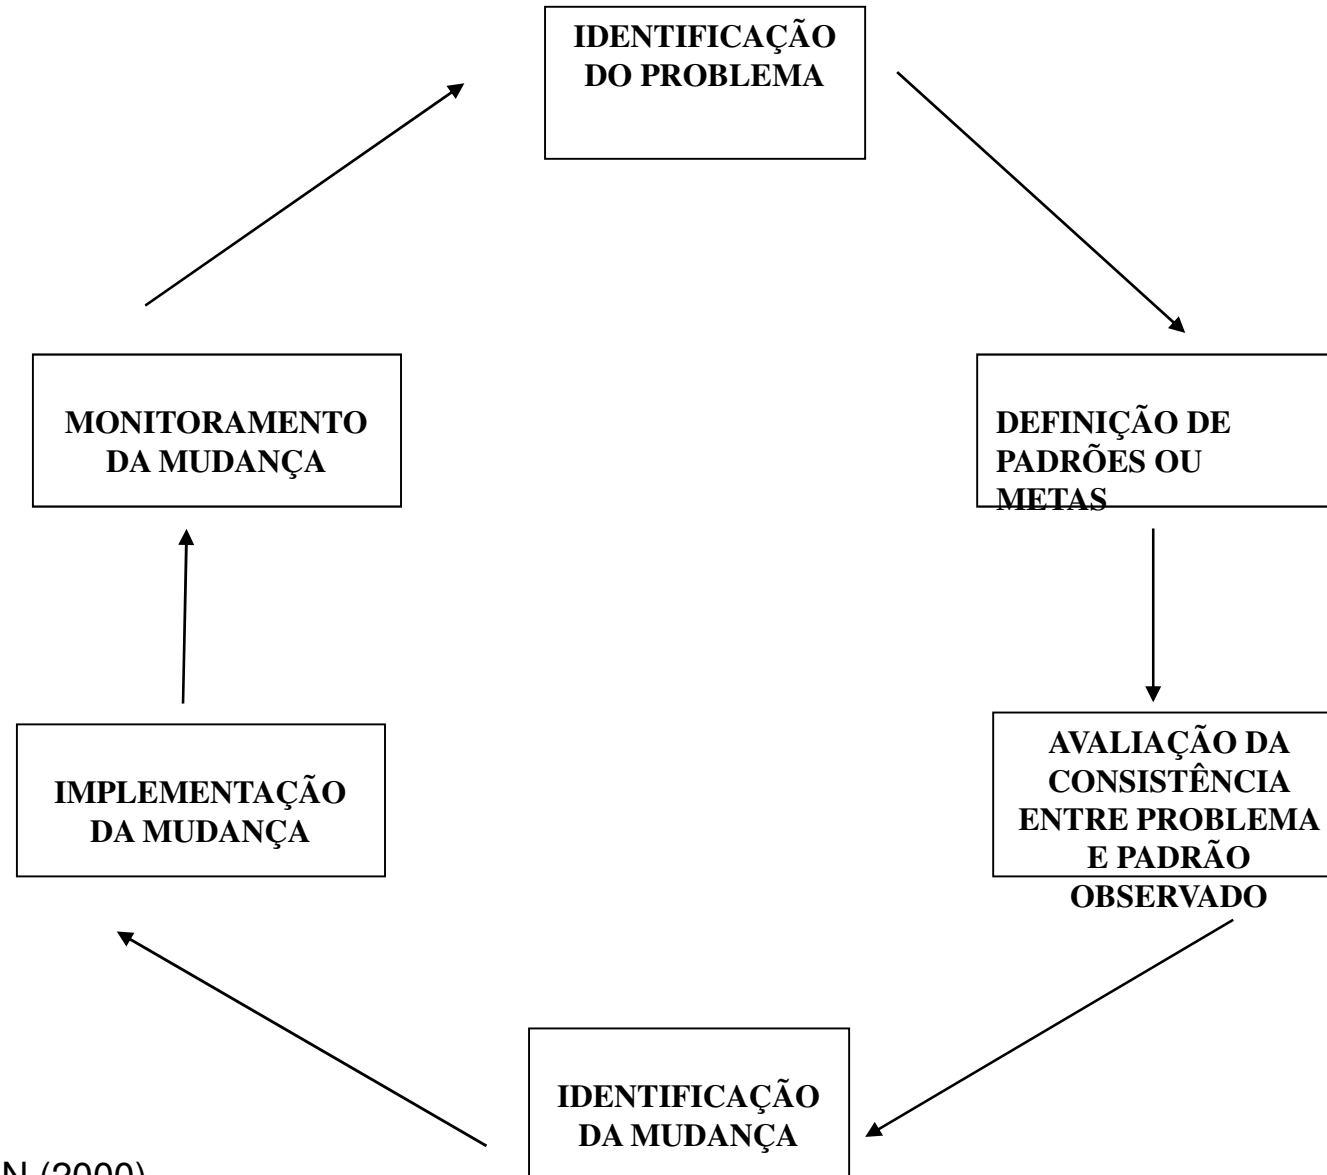 IDENTIFICAÇÃO
DO PROBLEMA
DEFINIÇÃO DE
PADRÕES OU
METAS
AVALIAÇÃO DA
CONSISTÊNCIA
ENTRE PROBLEMA
E PADRÃO
OBSERVADO
IDENTIFICAÇÃO
DA MUDANÇA
IMPLEMENTAÇÃO
DA MUDANÇA
MONITORAMENTO
DA MUDANÇA
N (2000)